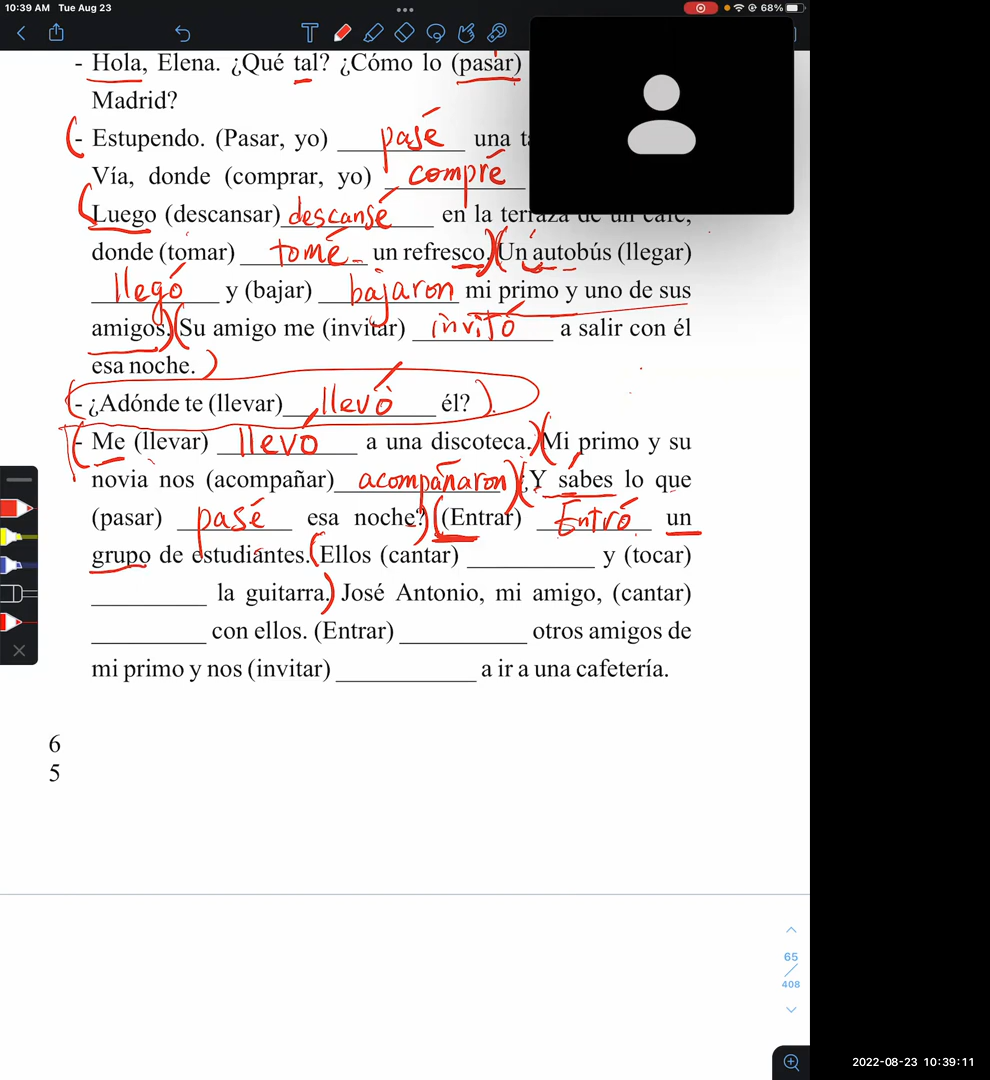 10:39 AM Tue Aug 23
68%
- Hola, Elena. ¿Qué tal? ¿Cómo lo (pasar)
Madrid?
- Estupendo. (Pasar, yo) pasé una
Vía, donde (comprar, yo) compré
Luego (descansar) descansé en la terraza de un café,
donde (tomar) tomé un refresco. Un autobús (llegar)
llegó y (bajar) bajaron mi primo y uno de sus
amigos. Su amigo me (invitar) invitó a salir con él
esa noche.
- ¿Adónde te (llevar) llevó él?
- Me (llevar) llevó a una discoteca. Mi primo y su
novia nos (acompañar) acompañaron ¿Y sabes lo que
(pasar) pasé esa noche? (Entrar) Entró un
grupo de estudiantes. Ellos (cantar) y (tocar)
la guitarra. José Antonio, mi amigo, (cantar)
con ellos. (Entrar) otros amigos de
mi primo y nos (invitar) a ir a una cafetería.
6
5
65
408
2022-08-23 10:39:11